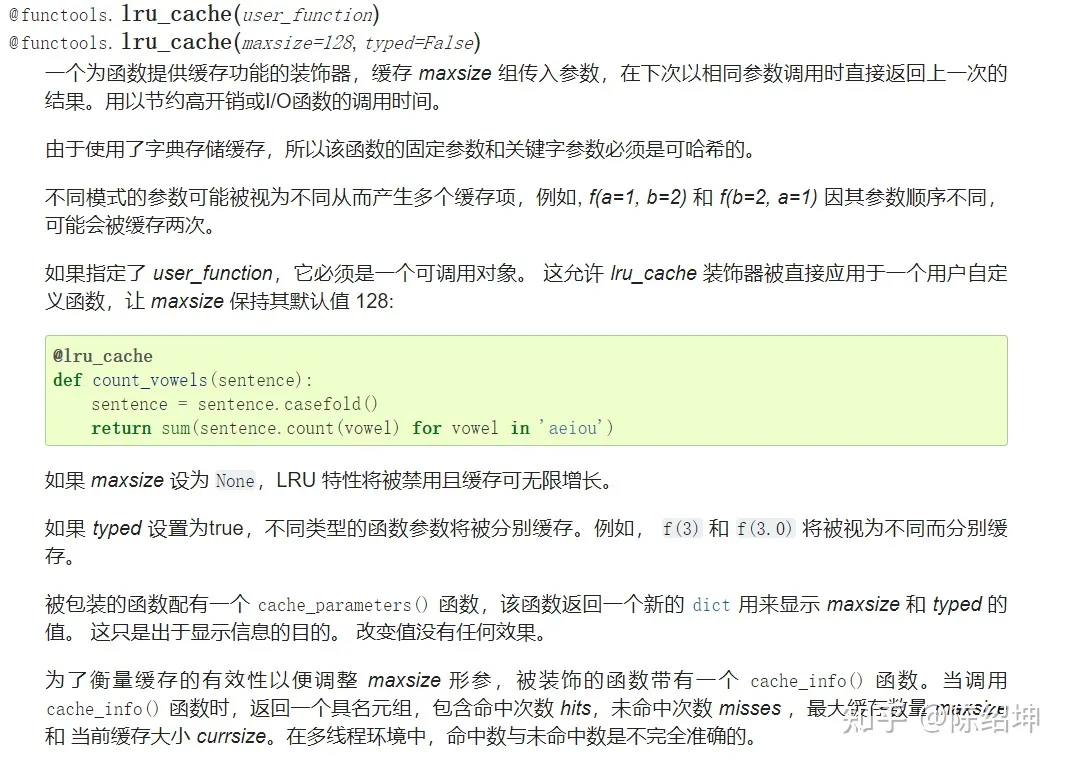 @functools.lru_cache(user_function)
@functools.lru_cache(maxsize=128, typed=False)
一个为函数提供缓存功能的装饰器，缓存 maxsize 组传入参数，在下次以相同参数调用时直接返回上一次的
结果。用以节约高开销或I/O函数的调用时间。
由于使用了字典存储缓存，所以该函数的固定参数和关键字参数必须是可哈希的。
不同模式的参数可能被视为不同从而产生多个缓存项，例如, f(a=1, b=2) 和 f(b=2, a=1) 因其参数顺序不同，
可能会被缓存两次。
如果指定了 user_function，它必须是一个可调用对象。 这允许 lru_cache 装饰器被直接应用于一个用户自定
义函数，让 maxsize 保持其默认值 128:
@lru_cache
def count_vowels(sentence):
    sentence = sentence.casefold()
    return sum(sentence.count(vowel) for vowel in 'aeiou')
如果 maxsize 设为 None，LRU 特性将被禁用且缓存可无限增长。
如果 typed 设置为true，不同类型的函数参数将被分别缓存。例如， f(3) 和 f(3.0) 将被视为不同而分别缓
存。
被包装的函数配有一个 cache_parameters() 函数，该函数返回一个新的 dict 用来显示 maxsize 和 typed 的
值。 这只是出于显示信息的目的。 改变值没有任何效果。
为了衡量缓存的有效性以便调整 maxsize 形参，被装饰的函数带有一个 cache_info() 函数。当调用
cache_info() 函数时，返回一个具名元组，包含命中次数 hits，未命中次数 misses ，最大缓存数量 maxsize
和 当前缓存大小 currsize。在多线程环境中，命中数与未命中数是不完全准确的。
知乎 @陈绍坤